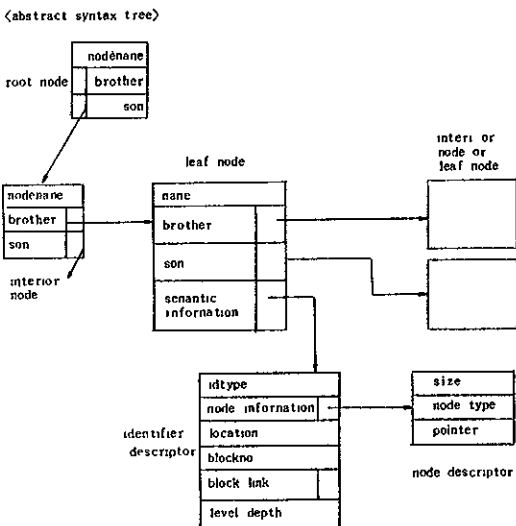 <abstract syntax tree>
nodename
root node
brother
son
interi or
node or
leaf node
leaf node
nodename
brother
son
interior
node
name
brother
son
semantic
information
identifier
descriptor
idtype
node information
location
blockno
block link
level depth
size
node type
pointer
node descriptor